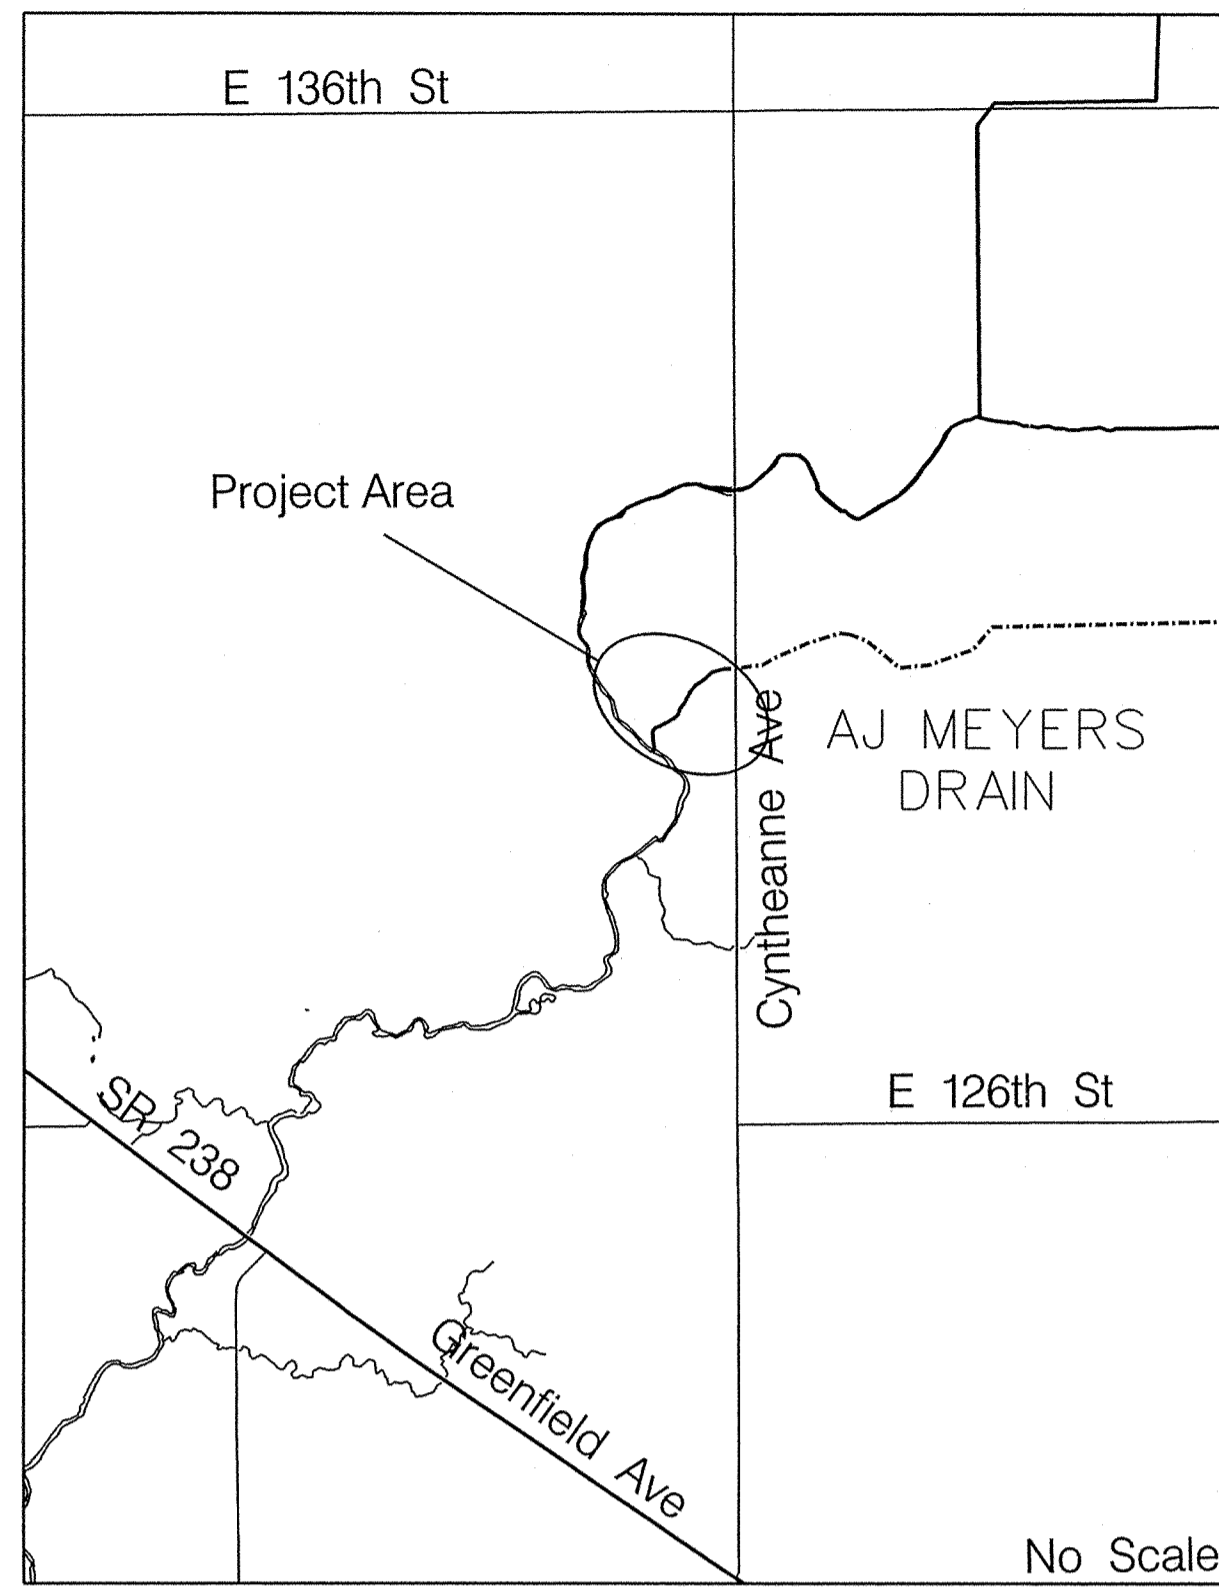 E 136th St
Project Area
AJ MEYERS
DRAIN
Cyntheanne Ave
E 126th St
SR 238
Greenfield Ave
No Scale